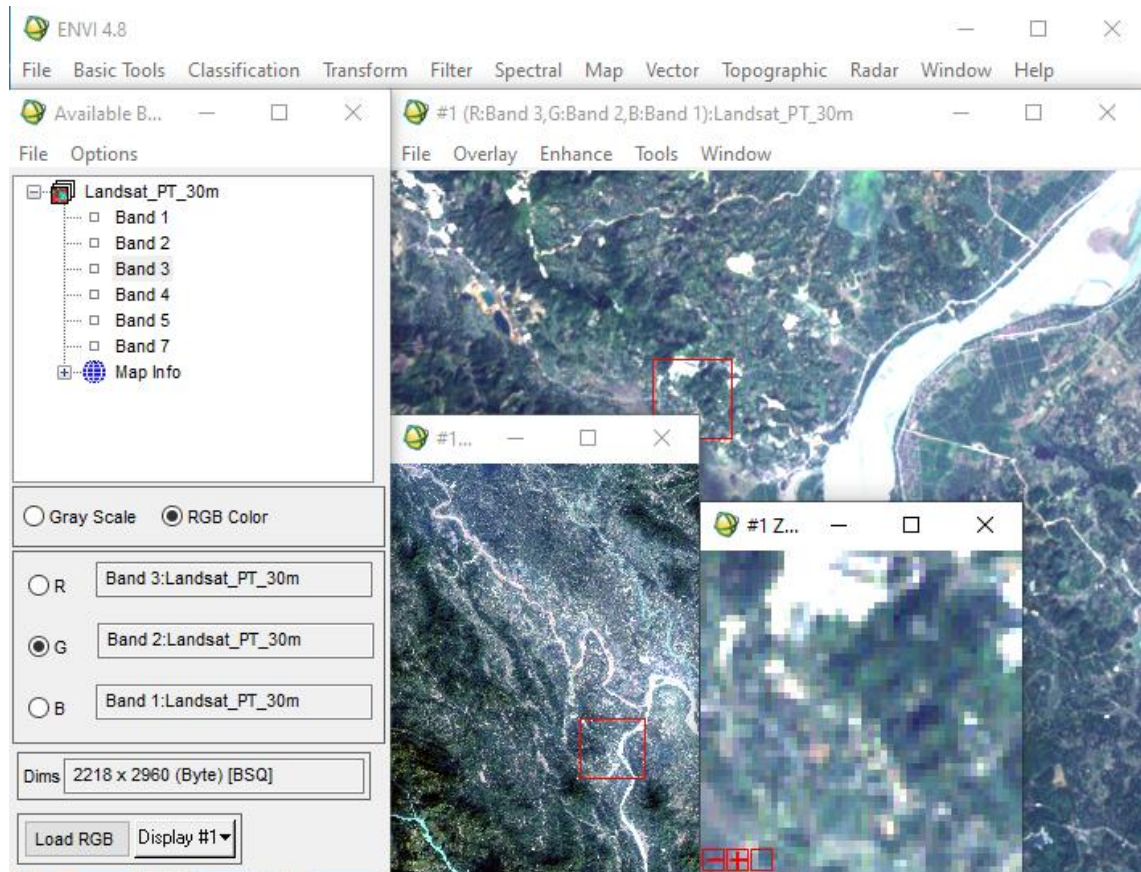 ENVI 4.8
File Basic Tools Classification Transform Filter Spectral Map Vector Topographic Radar Window Help
Available B...
File Options
Landsat_PT_30m
Band 1
Band 2
Band 3
Band 4
Band 5
Band 7
Map Info
Gray Scale RGB Color
R Band 3:Landsat_PT_30m
G Band 2:Landsat_PT_30m
B Band 1:Landsat_PT_30m
Dims 2218 x 2960 (Byte) [BSQ]
Load RGB Display #1
#1 (R:Band 3,G:Band 2,B:Band 1):Landsat_PT_30m
File Overlay Enhance Tools Window
#1...
#1 Z...